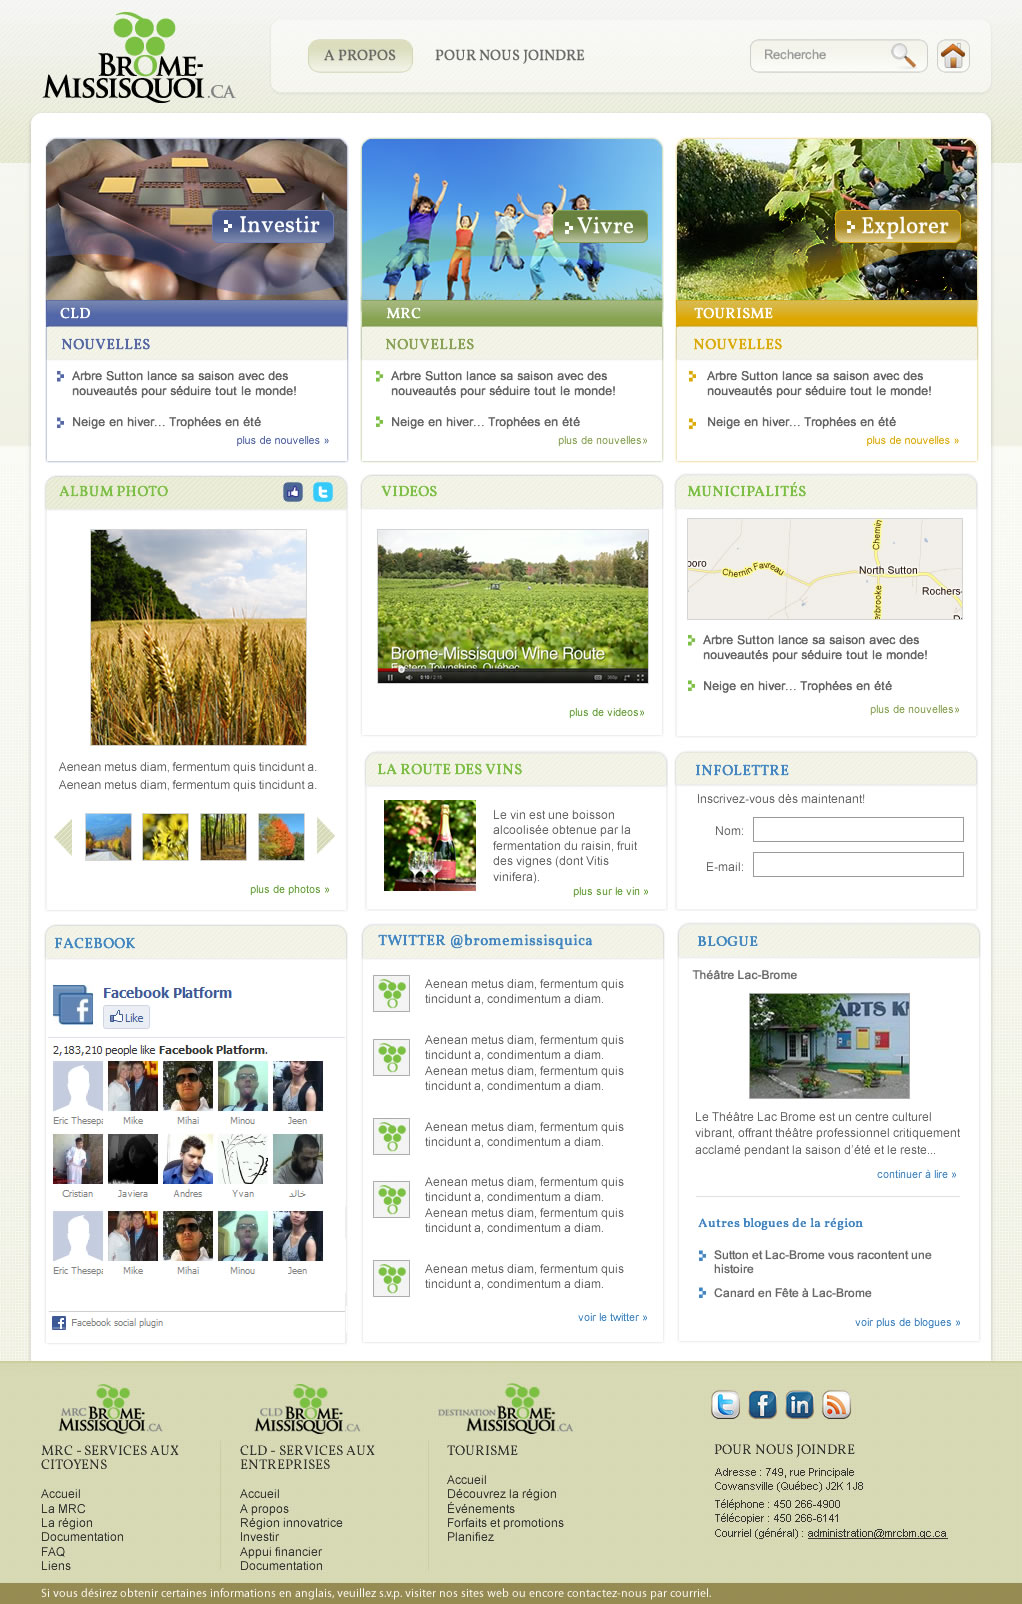 BROME-
MISSISQUOI.CA
A PROPOS
POUR NOUS JOINDRE
Recherche
Investir
CLD
NOUVELLES
Arbre Sutton lance sa saison avec des
nouveautés pour séduire tout le monde!
Neige en hiver... Trophées en été
plus de nouvelles »
Vivre
MRC
NOUVELLES
Arbre Sutton lance sa saison avec des
nouveautés pour séduire tout le monde!
Neige en hiver... Trophées en été
plus de nouvelles»
Explorer
TOURISME
NOUVELLES
Arbre Sutton lance sa saison avec des
nouveautés pour séduire tout le monde!
Neige en hiver... Trophées en été
plus de nouvelles »
ALBUM PHOTO
Aenean metus diam, fermentum quis tincidunt a.
Aenean metus diam, fermentum quis tincidunt a.
plus de photos »
VIDEOS
Brome-Missisquoi Wine Route
Eastern Townships, Québec
0:10 / 2:15
360p
plus de videos»
MUNICIPALITÉS
boro
Chemin Favreau
Chemin
North Sutton
Rochers-
erbrooke
Arbre Sutton lance sa saison avec des
nouveautés pour séduire tout le monde!
Neige en hiver... Trophées en été
plus de nouvelles»
LA ROUTE DES VINS
Le vin est une boisson
alcoolisée obtenue par la
fermentation du raisin, fruit
des vignes (dont Vitis
vinifera).
plus sur le vin »
INFOLETTRE
Inscrivez-vous dès maintenant!
Nom:
E-mail:
FACEBOOK
Facebook Platform
Like
2,183,210 people like Facebook Platform.
Eric Thesepa
Mike
Mihai
Minou
Jeen
Cristian
Javiera
Andres
Yvan
خالد
Eric Thesepa
Mike
Mihai
Minou
Jeen
Facebook social plugin
TWITTER @bromemissisquica
Aenean metus diam, fermentum quis
tincidunt a, condimentum a diam.
Aenean metus diam, fermentum quis
tincidunt a, condimentum a diam.
Aenean metus diam, fermentum quis
tincidunt a, condimentum a diam.
Aenean metus diam, fermentum quis
tincidunt a, condimentum a diam.
Aenean metus diam, fermentum quis
tincidunt a, condimentum a diam.
Aenean metus diam, fermentum quis
tincidunt a, condimentum a diam.
Aenean metus diam, fermentum quis
tincidunt a, condimentum a diam.
voir le twitter »
BLOGUE
Théâtre Lac-Brome
ARTS K
Le Théâtre Lac Brome est un centre culturel
vibrant, offrant théâtre professionnel critiquement
acclamé pendant la saison d'été et le reste...
continuer à lire »
Autres blogues de la région
Sutton et Lac-Brome vous racontent une
histoire
Canard en Fête à Lac-Brome
voir plus de blogues »
MRC BROME-
MISSISQUOI.CA
MRC - SERVICES AUX
CITOYENS
Accueil
La MRC
La région
Documentation
FAQ
Liens
CLD BROME-
MISSISQUOI.CA
CLD - SERVICES AUX
ENTREPRISES
Accueil
A propos
Région innovatrice
Investir
Appui financier
Documentation
DESTINATION BROME-
MISSISQUOI.CA
TOURISME
Accueil
Découvrez la région
Événements
Forfaits et promotions
Planifiez
POUR NOUS JOINDRE
Adresse : 749, rue Principale
Cowansville (Québec) J2K 1J8
Téléphone : 450 266-4900
Télécopier : 450 266-6141
Courriel (général) : administration@mrcbm.qc.ca
Si vous désirez obtenir certaines informations en anglais, veuillez s.v.p. visiter nos sites web ou encore contactez-nous par courriel.